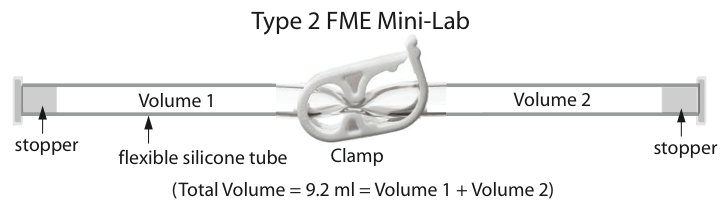 Type 2 FME Mini-Lab
Volume 1
Volume 2
stopper
flexible silicone tube
Clamp
stopper
(Total Volume = 9.2 ml = Volume 1 + Volume 2)